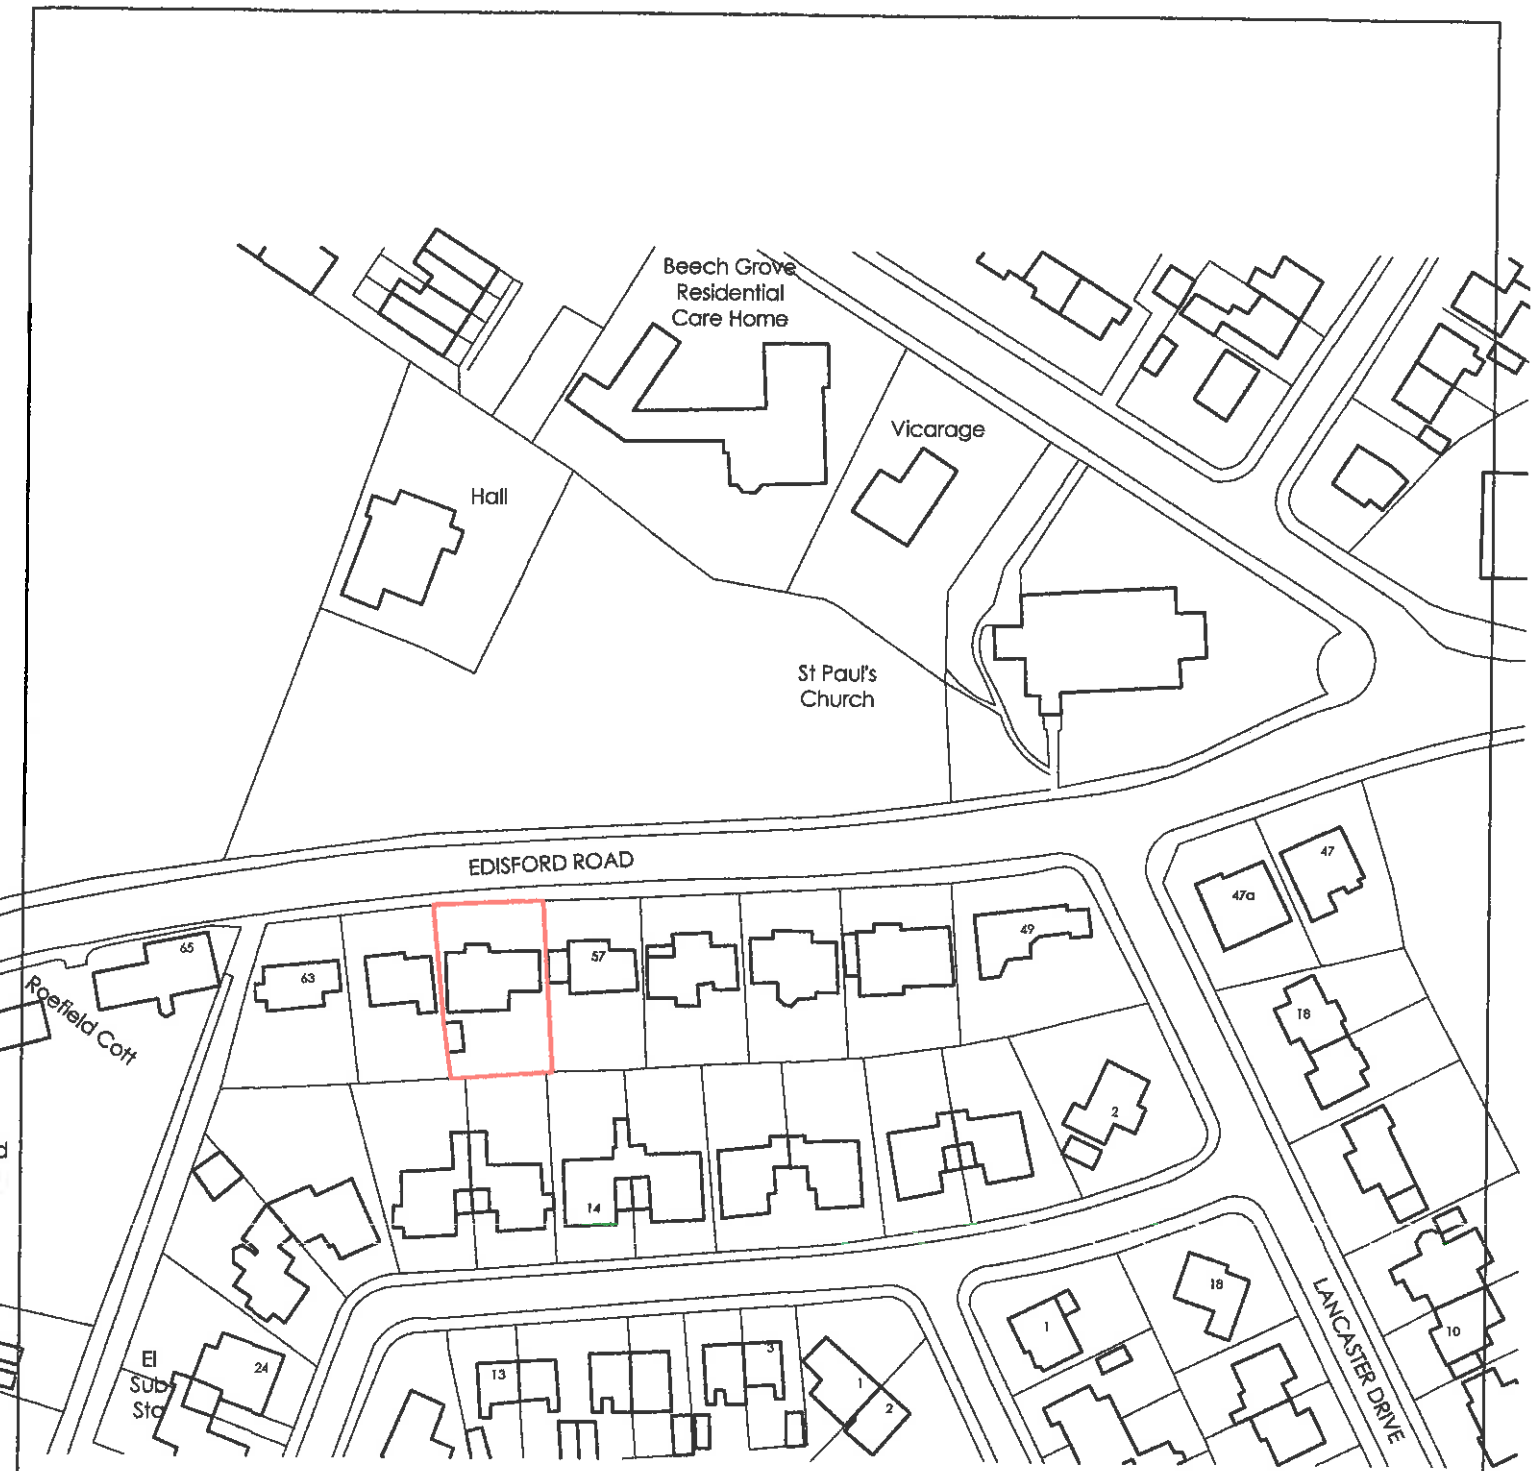 Beech Grove
Residential
Care Home
Vicarage
Hall
St Paul's
Church
EDISFORD ROAD
47
47a
49
57
63
65
Roefield Cott
18
2
d
14
LANCASTER DRIVE
18
10
1
El
Sub
Sta
24
13
3
1
2